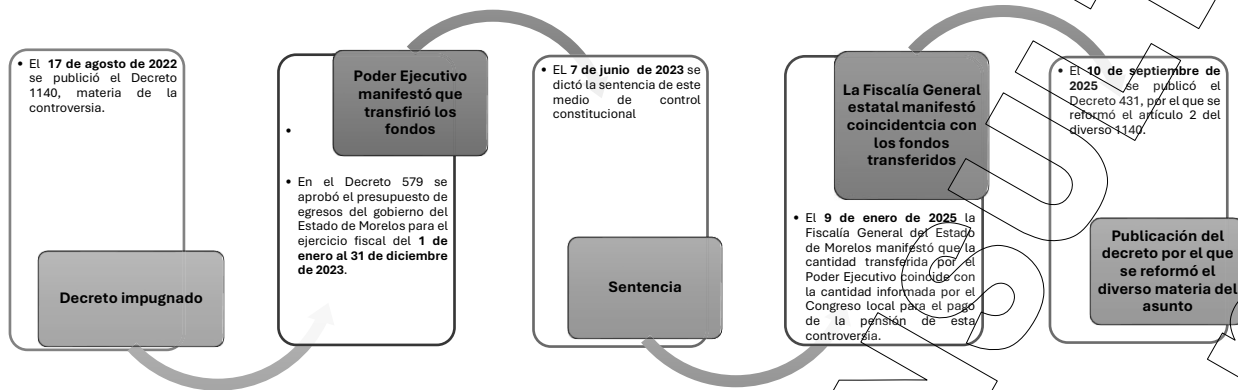 • El 17 de agosto de 2022
se publició el Decreto
1140, materia de la
controversia.
Decreto impugnado
Poder Ejecutivo
manifestó que
transfirió los
fondos
•
• En el Decreto 579 se
aprobó el presupuesto de
egresos del gobierno del
Estado de Morelos para el
ejercicio fiscal del 1 de
enero al 31 de diciembre
de 2023.
• EL 7 de junio de 2023 se
dictó la sentencia de este
medio de control
constitucional
Sentencia
La Fiscalía General
estatal manifestó
coincidentcia con
los fondos
transferidos
• El 9 de enero de 2025 la
Fiscalía General del Estado
de Morelos manifestó que la
cantidad transferida por el
Poder Ejecutivo coincide con
la cantidad informada por el
Congreso local para el pago
de la pensión de esta
controversia.
• El 10 de septiembre de
2025 se publicó el
Decreto 431, por el que se
reformó el artículo 2 del
diverso 1140.
Publicación del
decreto por el que
se reformó el
diverso materia del
asunto